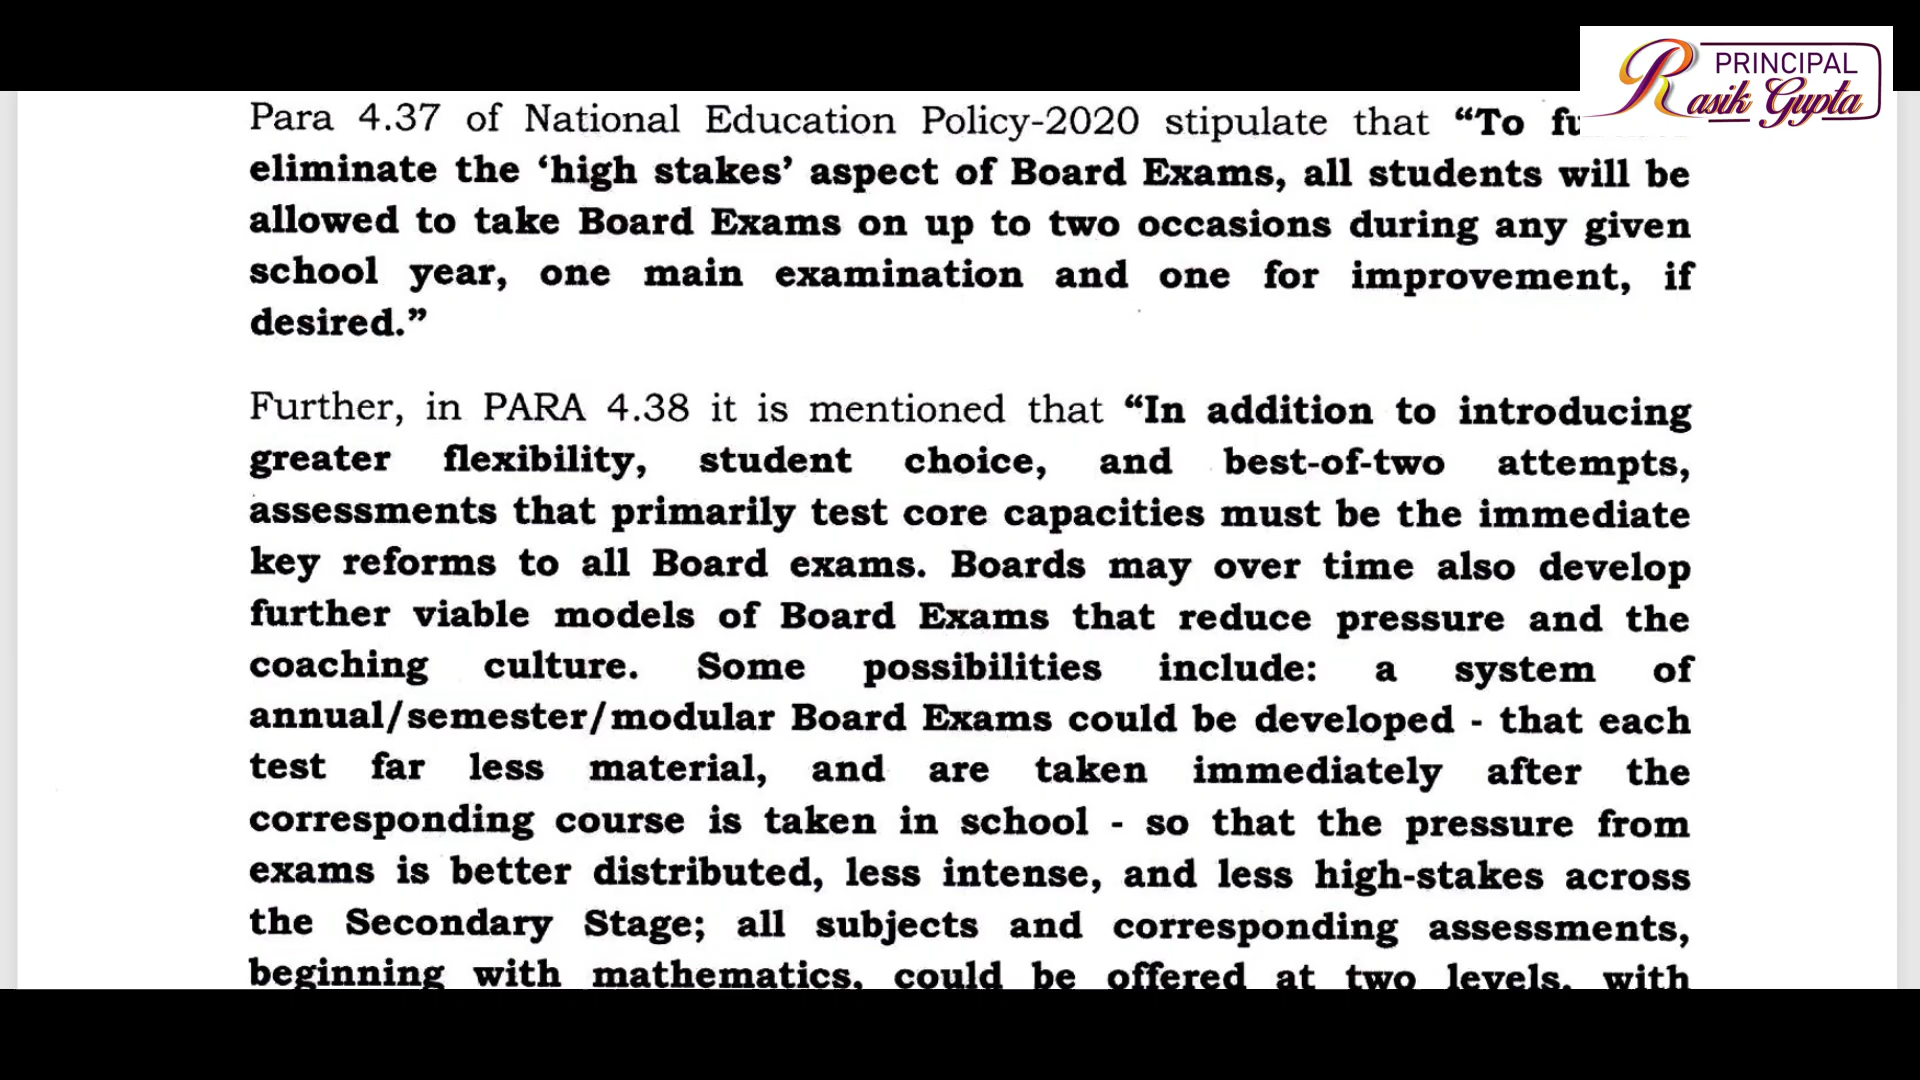 PRINCIPAL
Rasik Gupta
Para 4.37 of National Education Policy-2020 stipulate that “To
eliminate the ‘high stakes’ aspect of Board Exams, all students will be
allowed to take Board Exams on up to two occasions during any given
school year, one main examination and one for improvement, if
desired.”
Further, in PARA 4.38 it is mentioned that “In addition to introducing
greater flexibility, student choice, and best-of-two attempts,
assessments that primarily test core capacities must be the immediate
key reforms to all Board exams. Boards may over time also develop
further viable models of Board Exams that reduce pressure and the
coaching culture. Some possibilities include: a system of
annual/semester/modular Board Exams could be developed - that each
test far less material, and are taken immediately after the
corresponding course is taken in school - so that the pressure from
exams is better distributed, less intense, and less high-stakes across
the Secondary Stage; all subjects and corresponding assessments,
beginning with mathematics, could be offered at two levels, with